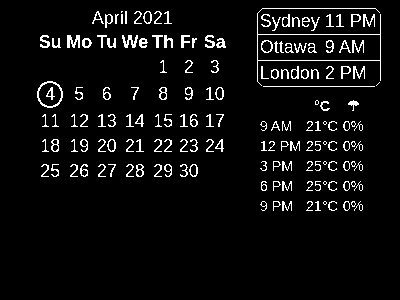 April 2021
Su Mo Tu We Th Fr Sa
1 2 3
4 5 6 7 8 9 10
11 12 13 14 15 16 17
18 19 20 21 22 23 24
25 26 27 28 29 30
Sydney 11 PM
Ottawa 9 AM
London 2 PM
°C ☂
9 AM 21°C 0%
12 PM 25°C 0%
3 PM 25°C 0%
6 PM 25°C 0%
9 PM 21°C 0%